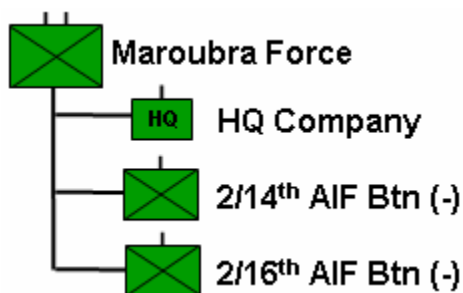 Maroubra Force
HQ HQ Company
2/14th AIF Btn (-)
2/16th AIF Btn (-)